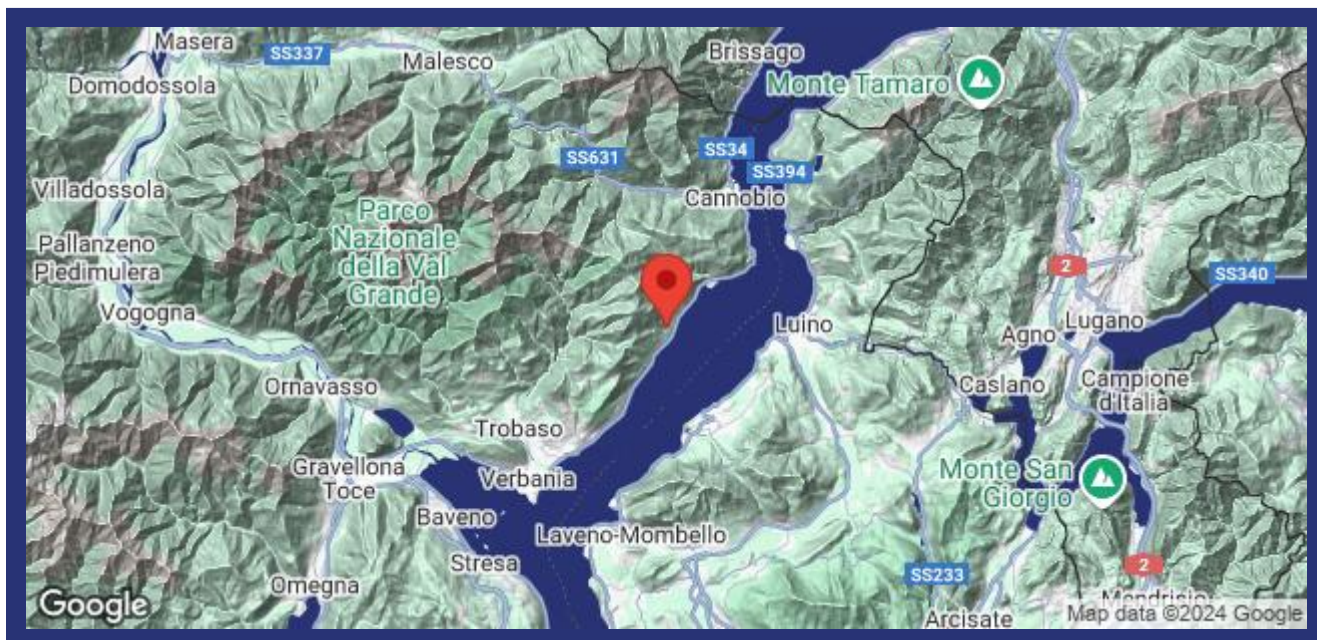 Masera
SS337
Domodossola
Malesco
Brissago
Monte Tamaro
SS34
SS631
SS394
Villadossola
Cannobio
Parco
Nazionale
della Val
Grande
Pallanzeno
Piedimulera
Vogogna
2
SS340
Luino
Lugano
Agno
Ornavasso
Caslano
Campione
d'Italia
Trobaso
Gravellona
Toce
Verbania
Monte San
Giorgio
Baveno
Laveno-Mombello
Stresa
SS233
2
Omegna
Mendrisio
Arcisate
Google
Map data ©2024 Google